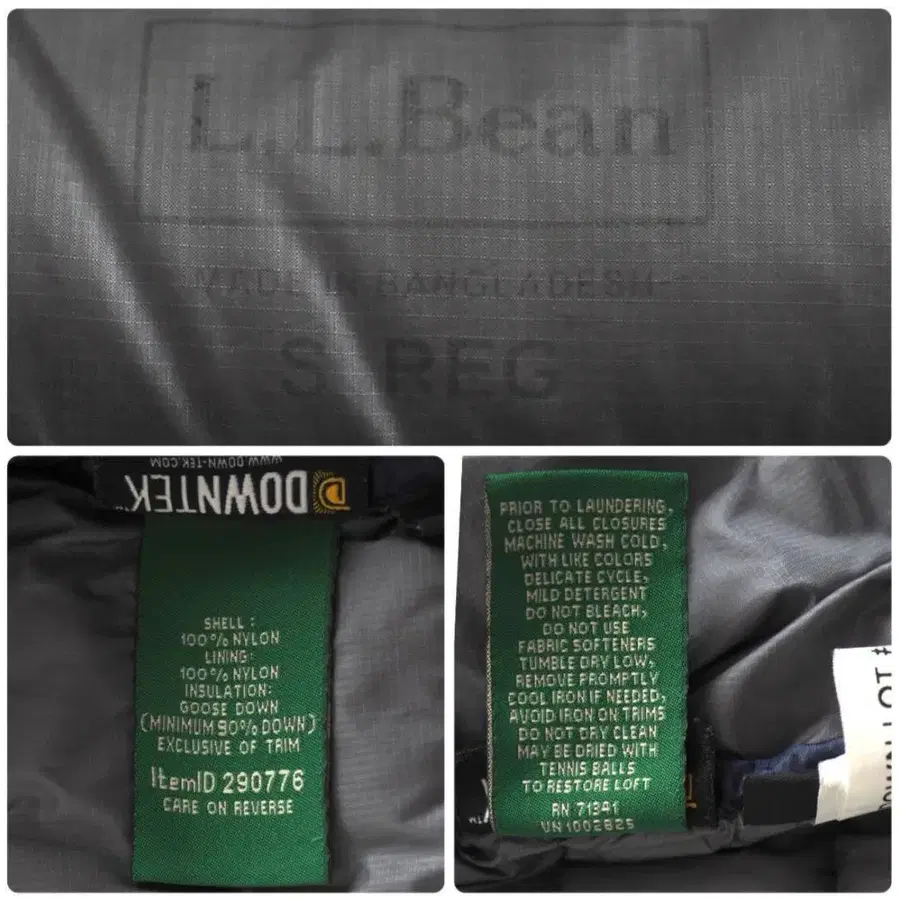 L.L.Bean
MADE IN BANGLADESH
S-REG
WWW.DOWN-TEK.COM
DOWNTEK
SHELL :
100% NYLON
LINING:
100% NYLON
INSULATION:
GOOSE DOWN
(MINIMUM 90% DOWN)
EXCLUSIVE OF TRIM
ItemID 290776
CARE ON REVERSE
PRIOR TO LAUNDERING,
CLOSE ALL CLOSURES
MACHINE WASH COLD,
WITH LIKE COLORS
DELICATE CYCLE,
MILD DETERGENT
DO NOT BLEACH,
DO NOT USE
FABRIC SOFTENERS
TUMBLE DRY LOW,
REMOVE PROMPTLY
COOL IRON IF NEEDED,
AVOID IRON ON TRIMS
DO NOT DRY CLEAN
MAY BE DRIED WITH
TENNIS BALLS
TO RESTORE LOFT
RN 71341
VN 1002825
DOWN LOT #